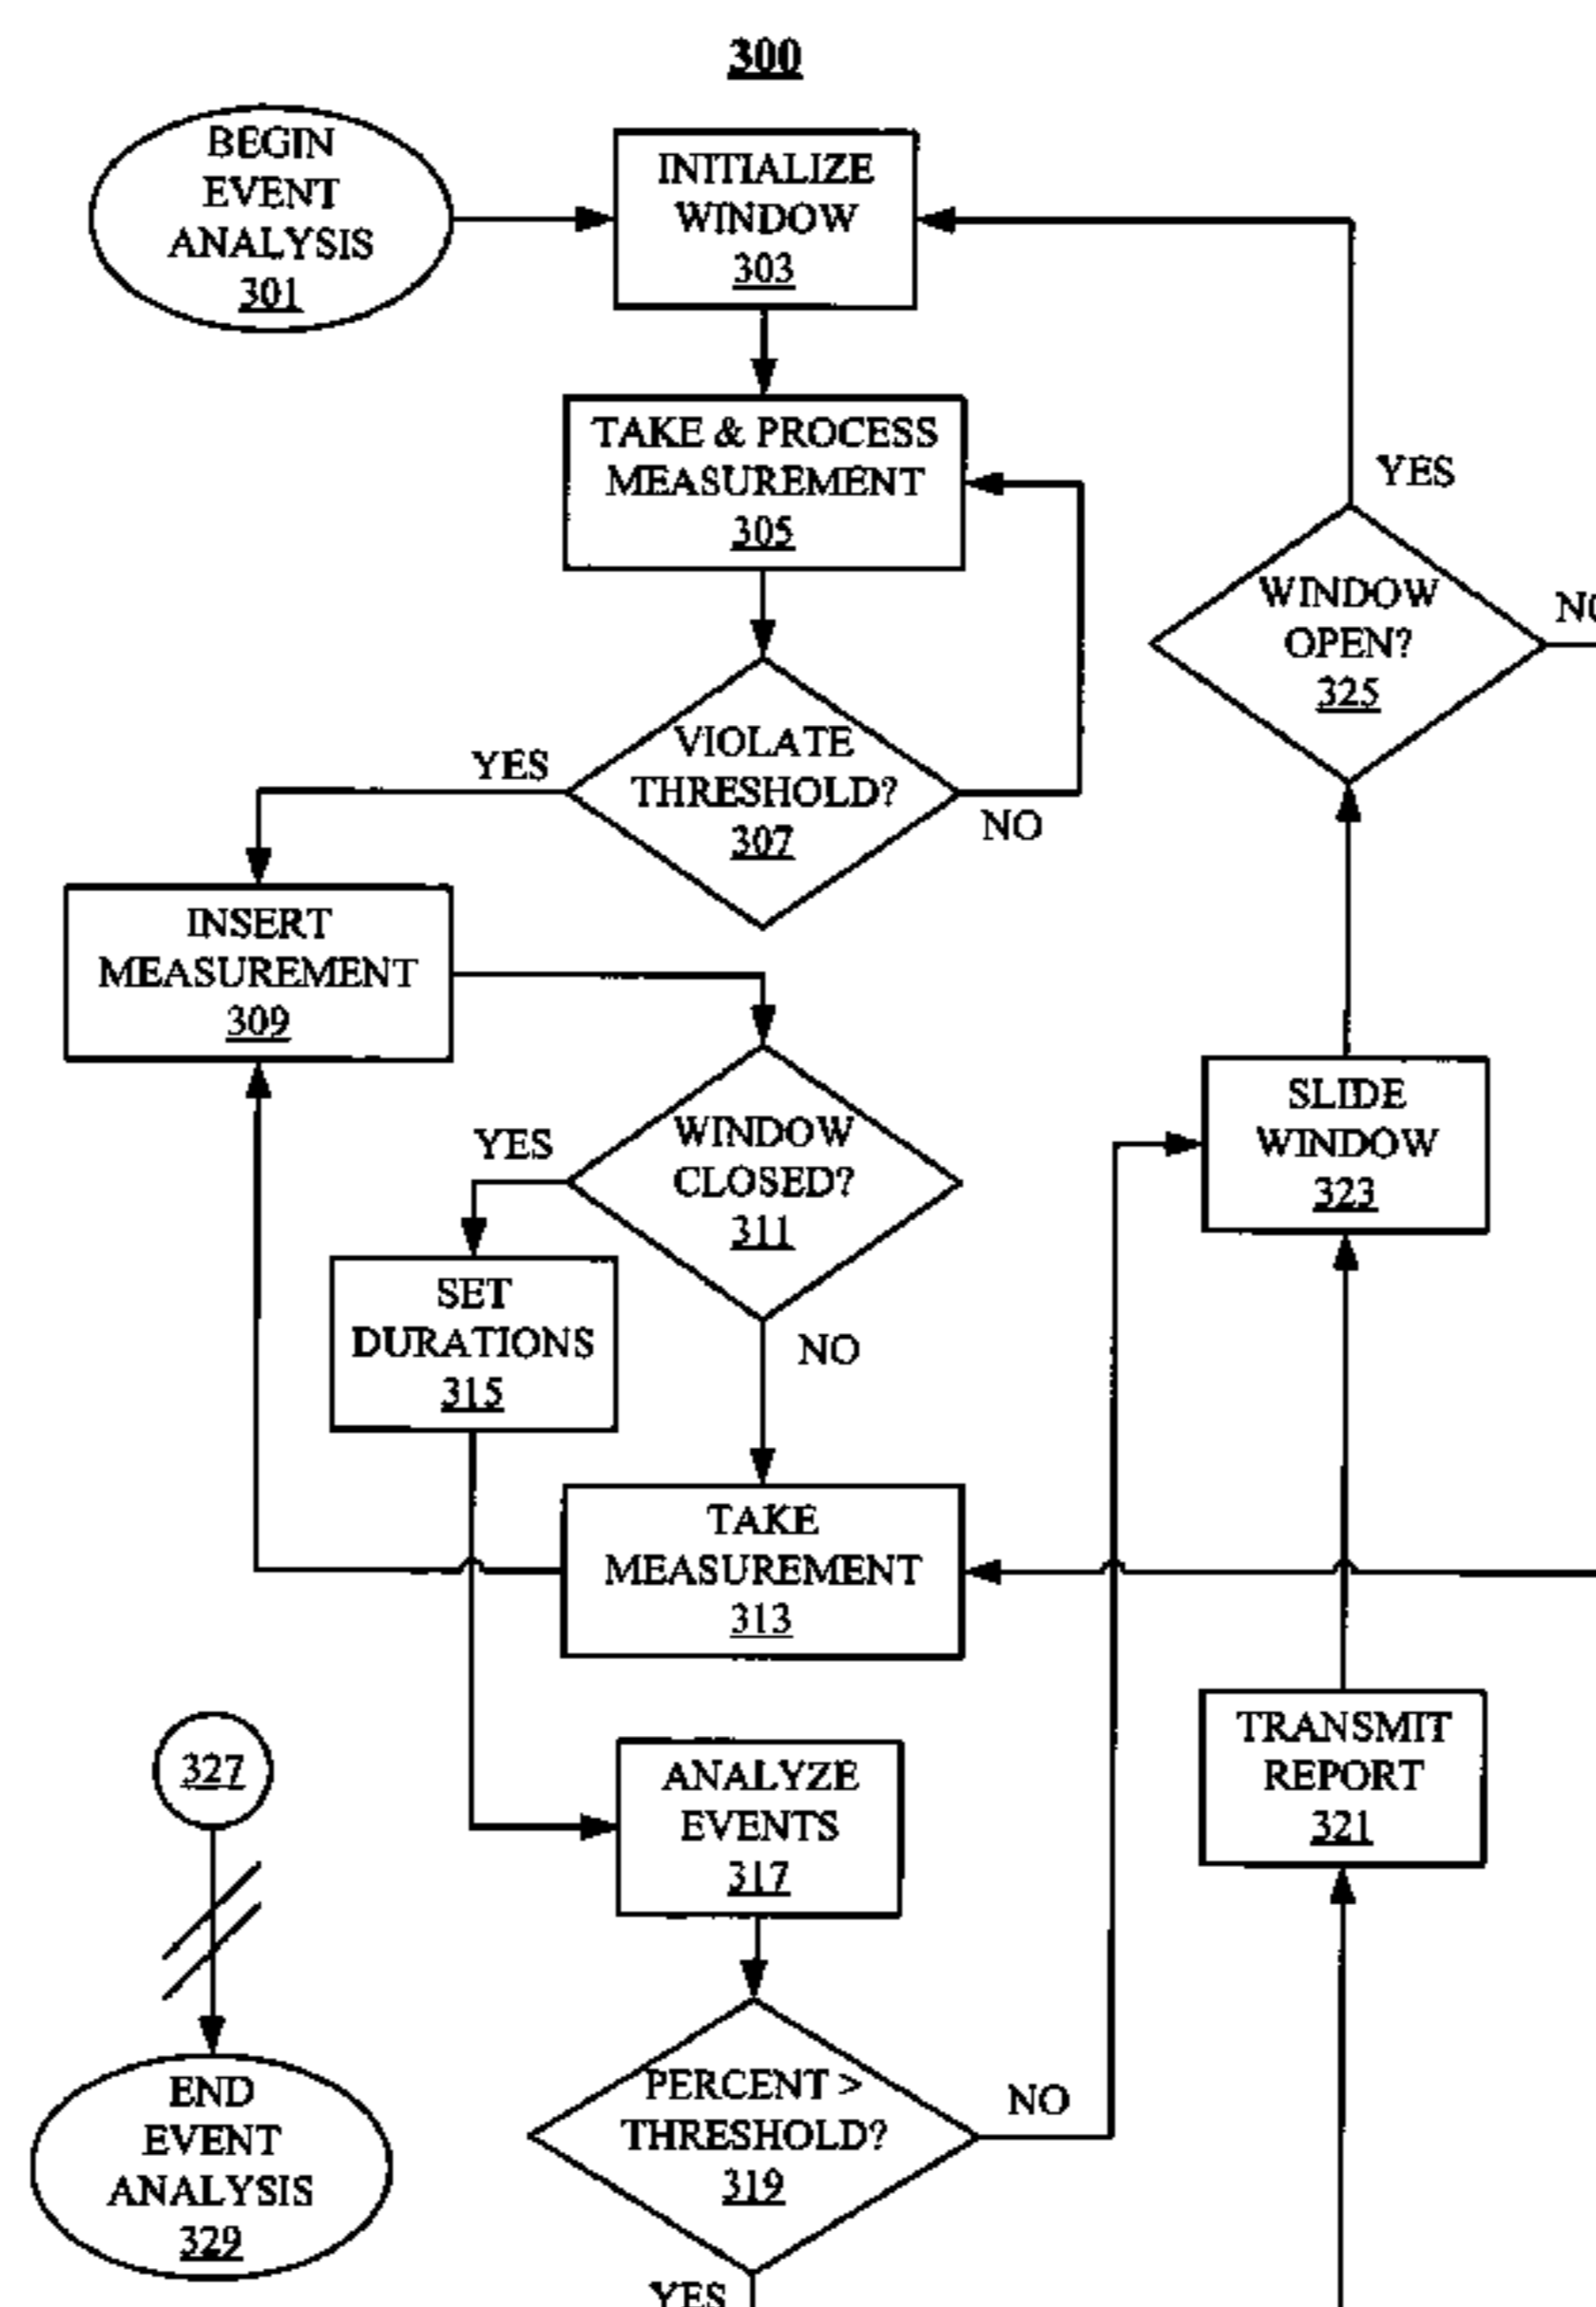 300
BEGIN
EVENT
ANALYSIS
301
INITIALIZE
WINDOW
303
TAKE & PROCESS
MEASUREMENT
305
YES
WINDOW
OPEN?
325
NO
VIOLATE
THRESHOLD?
307
YES
NO
INSERT
MEASUREMENT
309
WINDOW
CLOSED?
311
YES
NO
SLIDE
WINDOW
323
SET
DURATIONS
315
TAKE
MEASUREMENT
313
TRANSMIT
REPORT
321
327
ANALYZE
EVENTS
317
END
EVENT
ANALYSIS
329
PERCENT >
THRESHOLD?
319
NO
YES